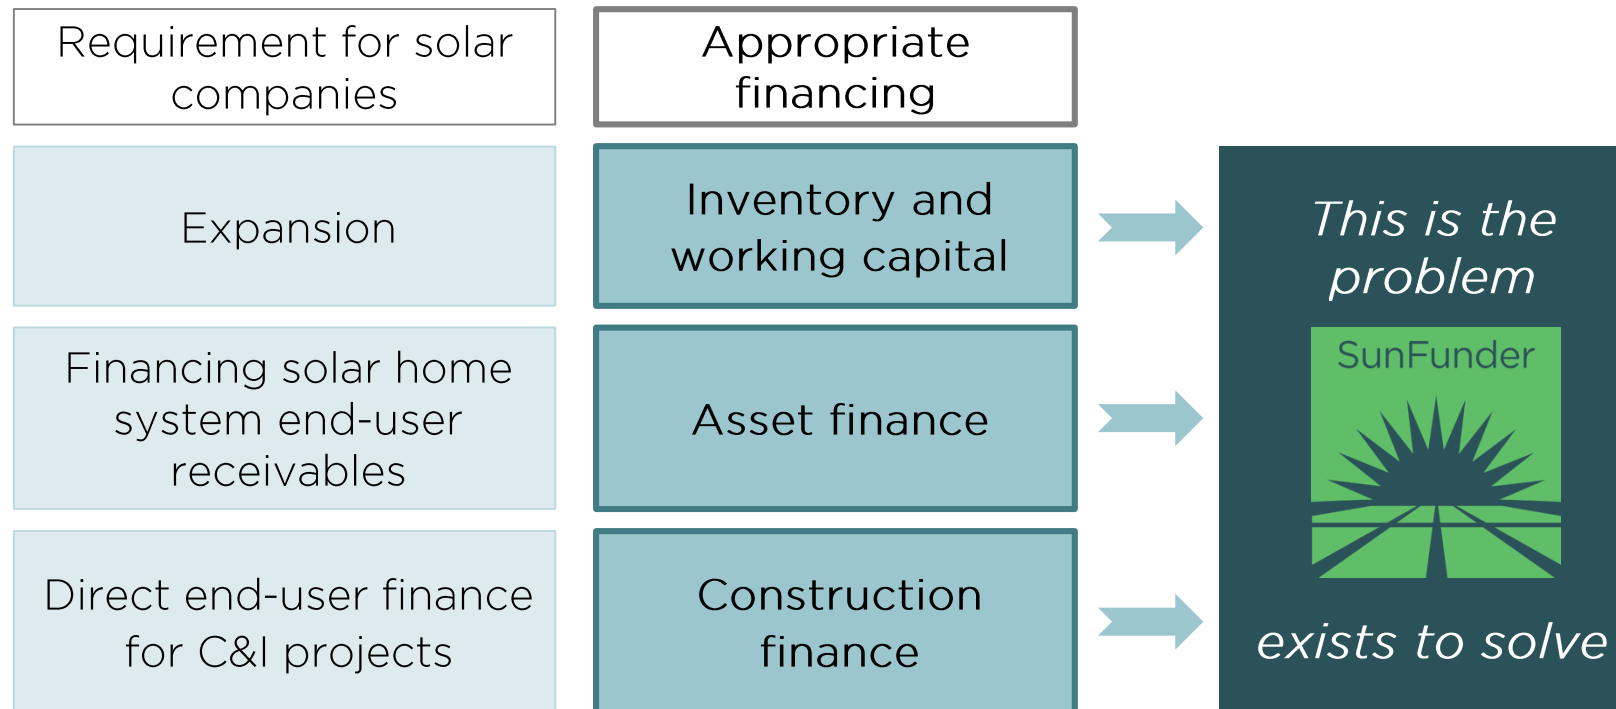 Requirement for solar
companies
Appropriate
financing
Expansion
Inventory and
working capital
Financing solar home
system end-user
receivables
Asset finance
Direct end-user finance
for C&I projects
Construction
finance
This is the
problem
SunFunder
exists to solve